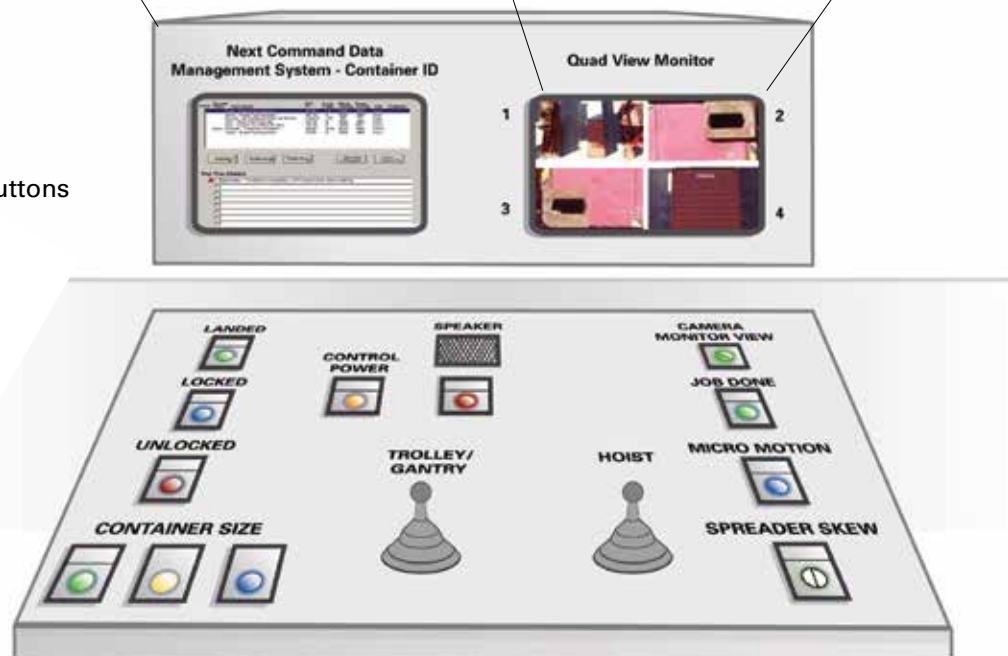 Next Command Data
Management System - Container ID
Quad View Monitor
1
2
3
4
uttons
LANDED
SPEAKER
CAMERA
MONITOR VIEW
CONTROL
POWER
LOCKED
JOB DONE
UNLOCKED
TROLLEY/
GANTRY
HOIST
MICRO MOTION
CONTAINER SIZE
SPREADER SKEW